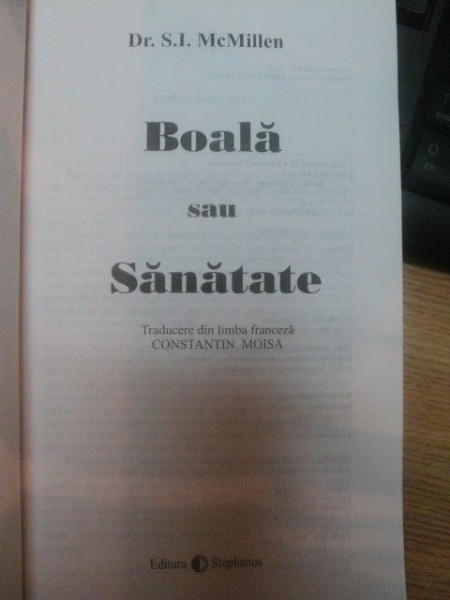 Dr. S.I. McMillen
Boală
sau
Sănătate
Traducere din limba franceză
CONSTANTIN MOISA
Editura Stephanus